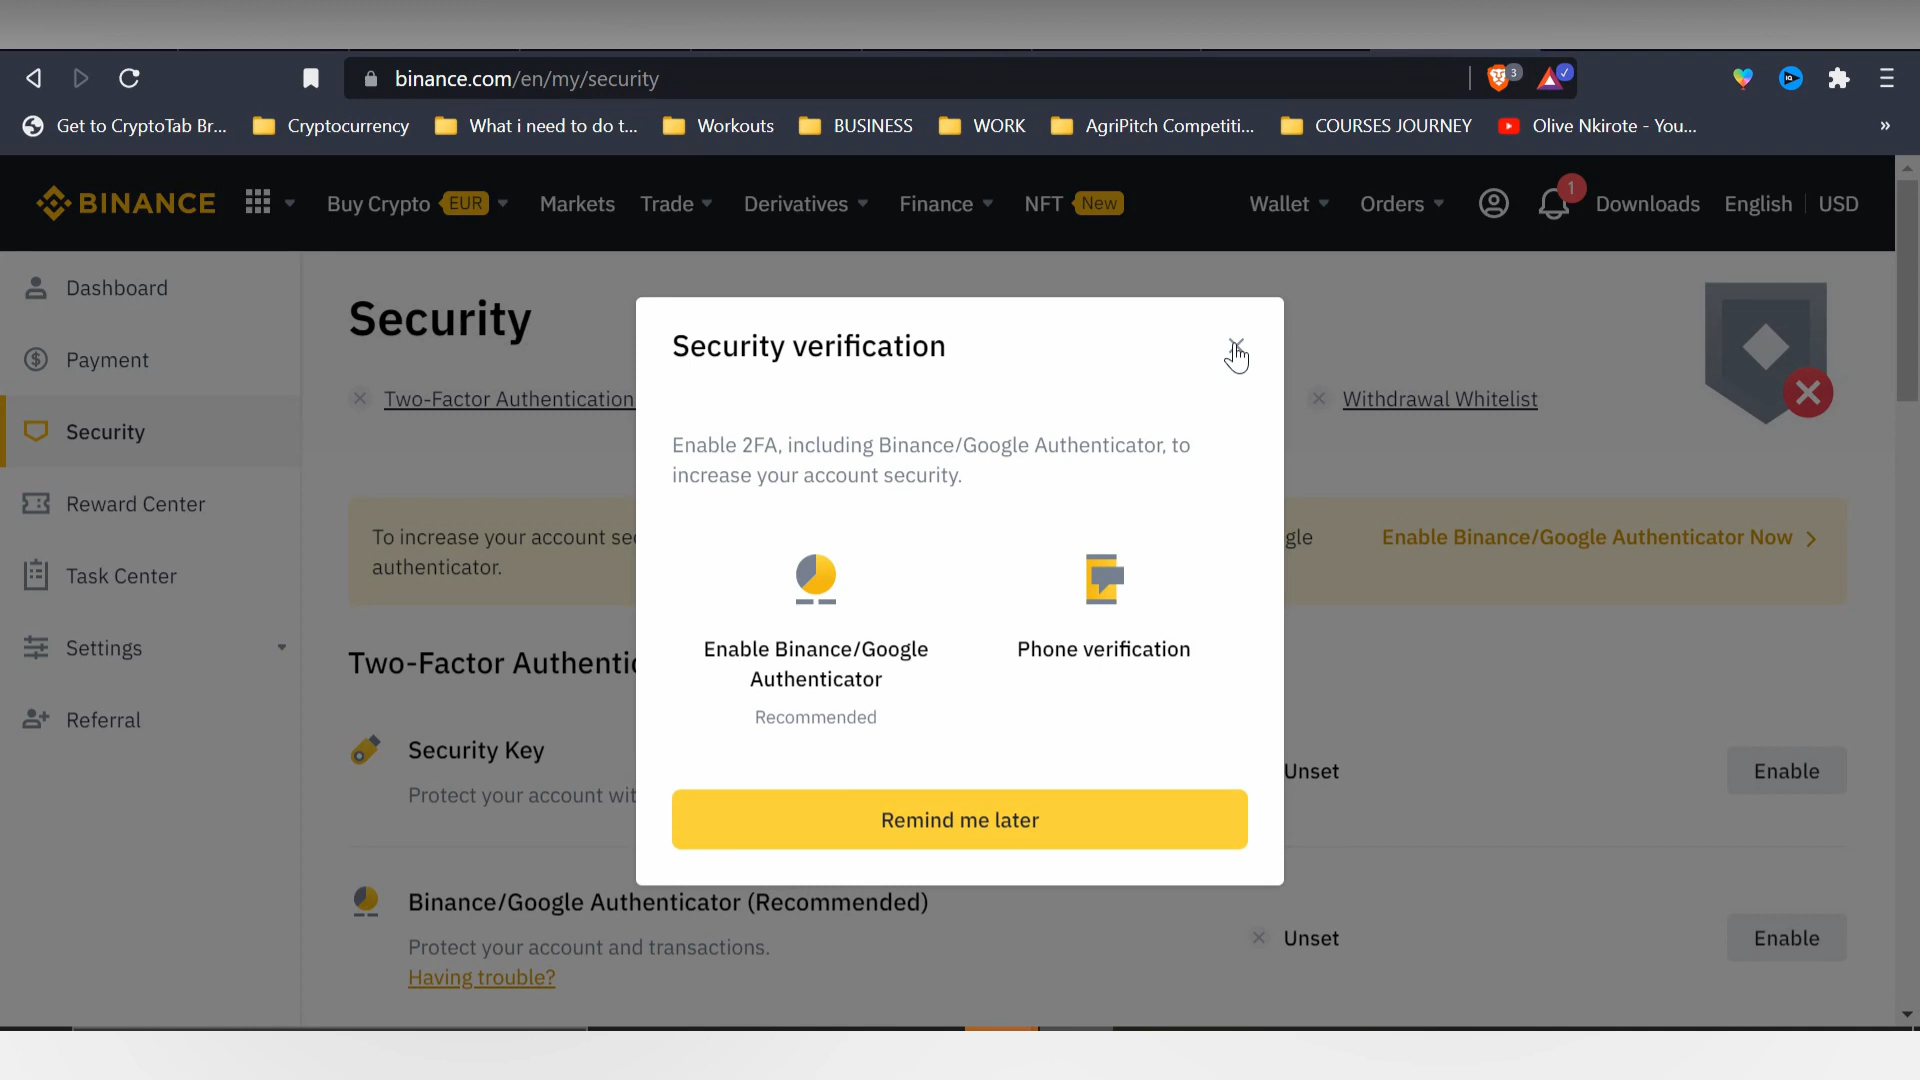 binance.com/en/my/security
3
Get to CryptoTab Br... Cryptocurrency What i need to do t... Workouts BUSINESS WORK AgriPitch Competiti... COURSES JOURNEY Olive Nkirote - You... »
BINANCE Buy Crypto EUR Markets Trade Derivatives Finance NFT New Wallet Orders 1 Downloads English USD
Dashboard
Payment
Security
Reward Center
Task Center
Settings
Referral
Security
Two-Factor Authentication
Withdrawal Whitelist
To increase your account se
gle
authenticator.
Enable Binance/Google Authenticator Now
Two-Factor Authentic
Security Key
Protect your account wit
Unset
Enable
Binance/Google Authenticator (Recommended)
Protect your account and transactions.
Having trouble?
Unset
Enable
Security verification
Enable 2FA, including Binance/Google Authenticator, to
increase your account security.
Enable Binance/Google
Authenticator
Recommended
Phone verification
Remind me later